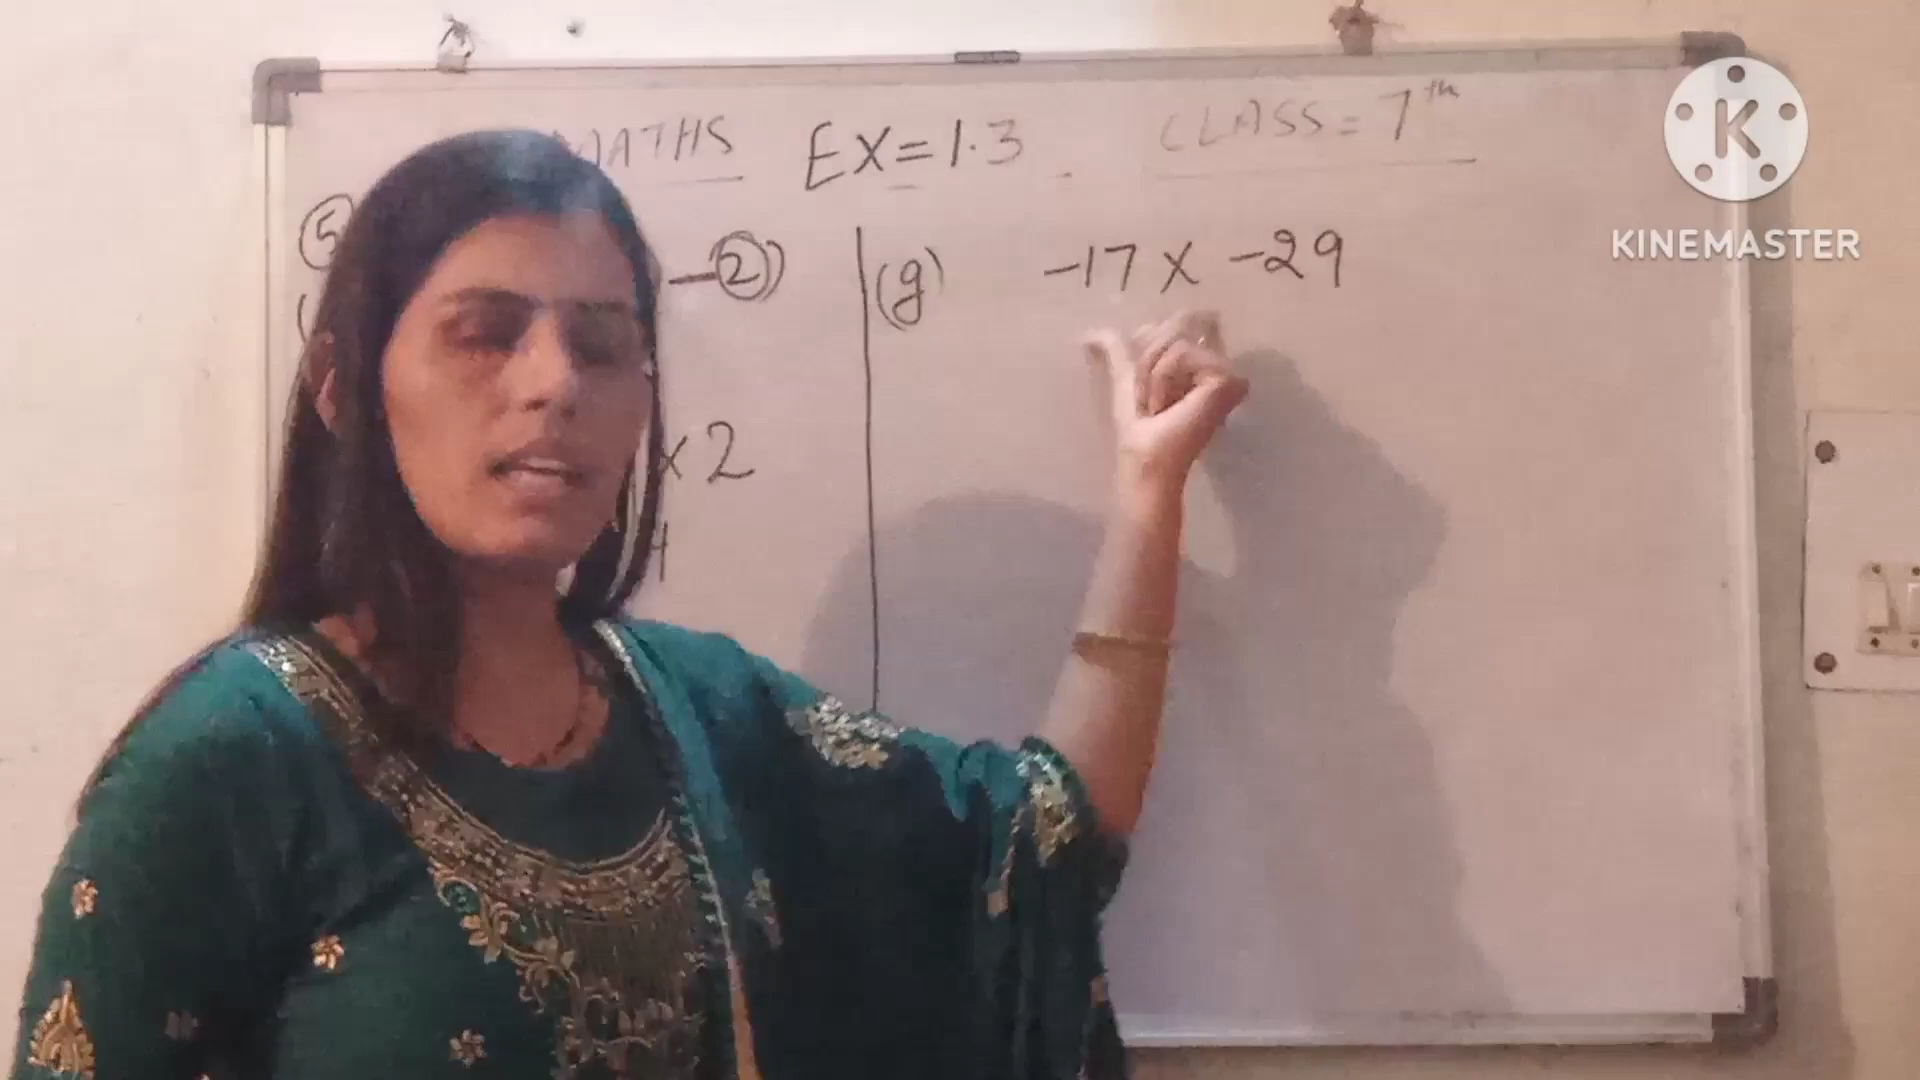 MATHS EX=1.3 CLASS=7th
5
-2)
(g) -17 x -29
x 2
K
KINEMASTER